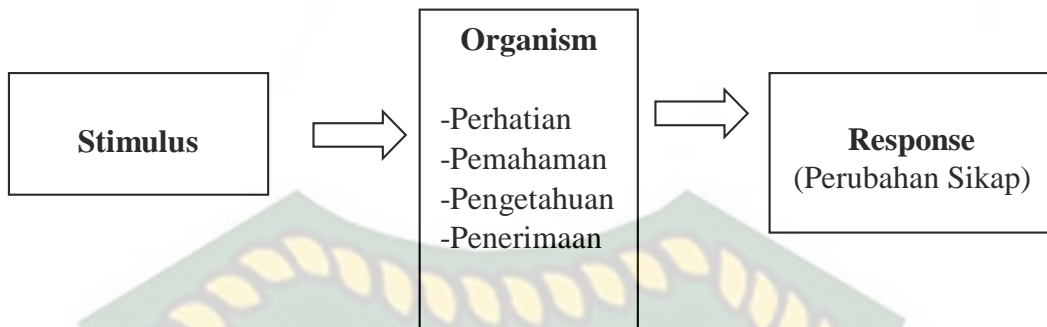 Stimulus
Organism
-Perhatian
-Pemahaman
-Pengetahuan
-Penerimaan
Response
(Perubahan Sikap)